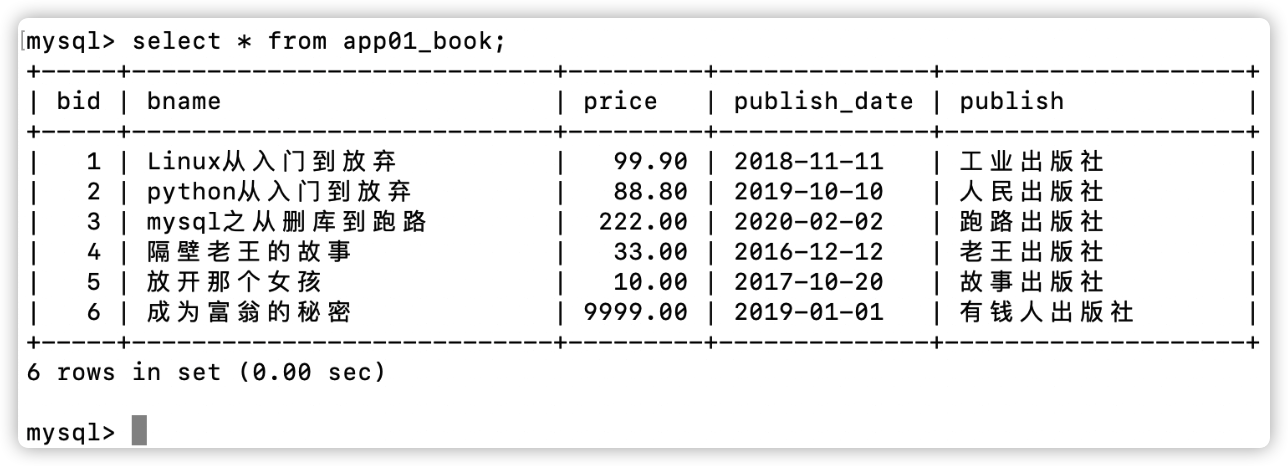 mysql> select * from app01_book;
+-----+----------------------------+---------+--------------+---------------------+
| bid | bname                      | price   | publish_date | publish             |
+-----+----------------------------+---------+--------------+---------------------+
|   1 | Linux从入门到放弃          |   99.90 | 2018-11-11   | 工业出版社          |
|   2 | python从入门到放弃         |   88.80 | 2019-10-10   | 人民出版社          |
|   3 | mysql之从删库到跑路        |  222.00 | 2020-02-02   | 跑路出版社          |
|   4 | 隔壁老王的故事             |   33.00 | 2016-12-12   | 老王出版社          |
|   5 | 放开那个女孩               |   10.00 | 2017-10-20   | 故事出版社          |
|   6 | 成为富翁的秘密             | 9999.00 | 2019-01-01   | 有钱人出版社        |
+-----+----------------------------+---------+--------------+---------------------+
6 rows in set (0.00 sec)
mysql>